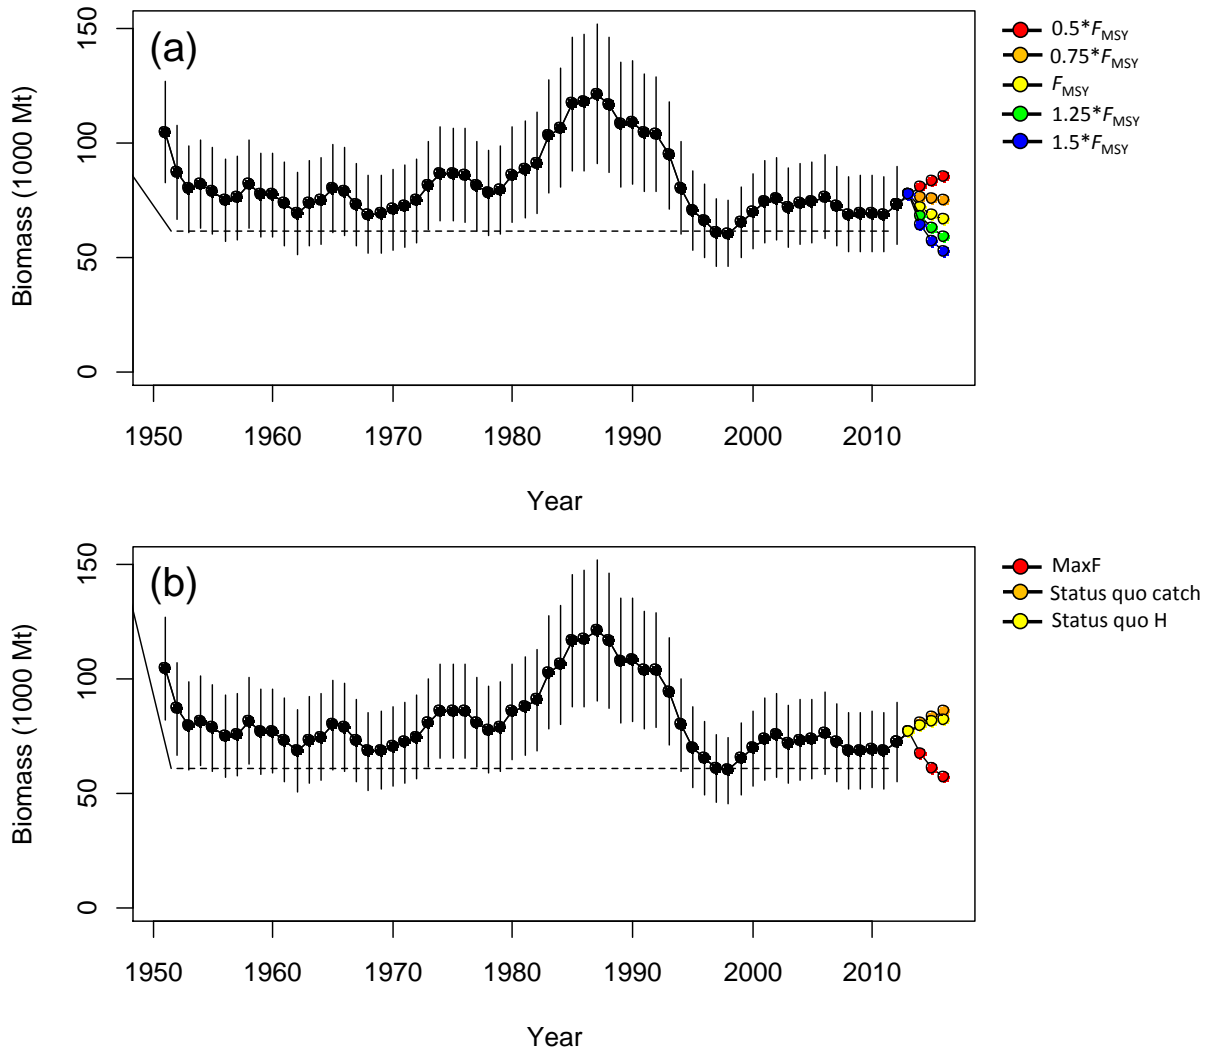 (a)
Biomass (1000 Mt)
150
100
50
0
1950 1960 1970 1980 1990 2000 2010
Year
0.5*FMSY
0.75*FMSY
FMSY
1.25*FMSY
1.5*FMSY
(b)
Biomass (1000 Mt)
150
100
50
0
1950 1960 1970 1980 1990 2000 2010
Year
MaxF
Status quo catch
Status quo H